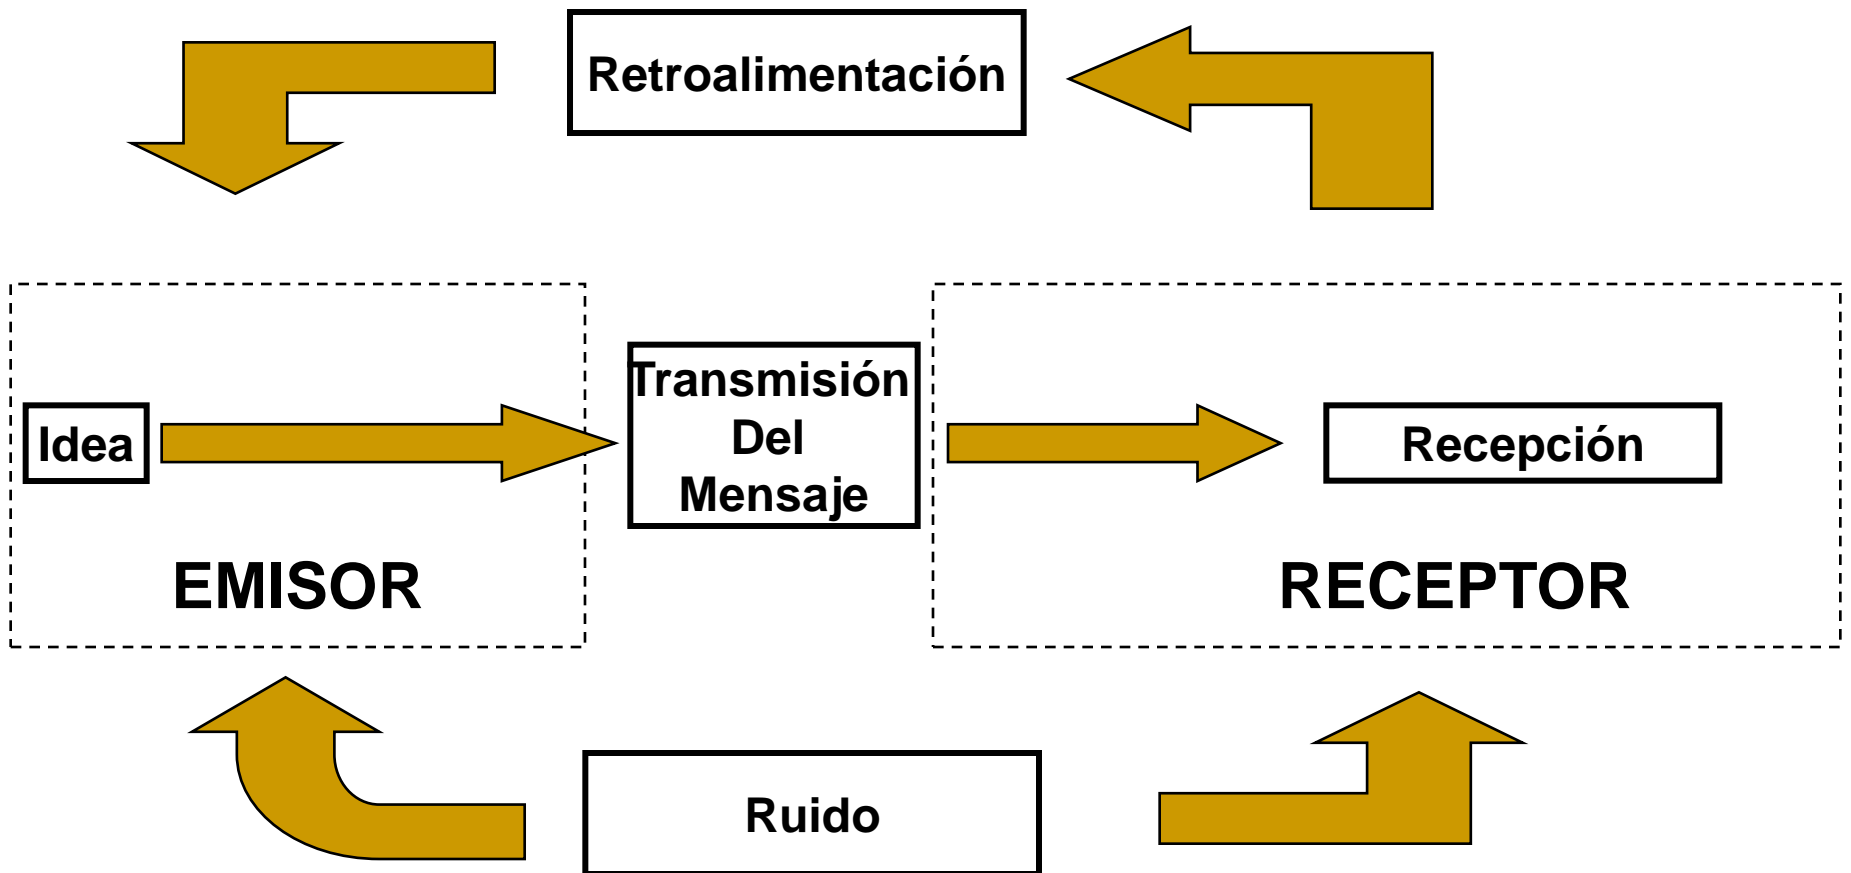 Retroalimentación
Idea
Transmisión
Del
Mensaje
Recepción
EMISOR
RECEPTOR
Ruido